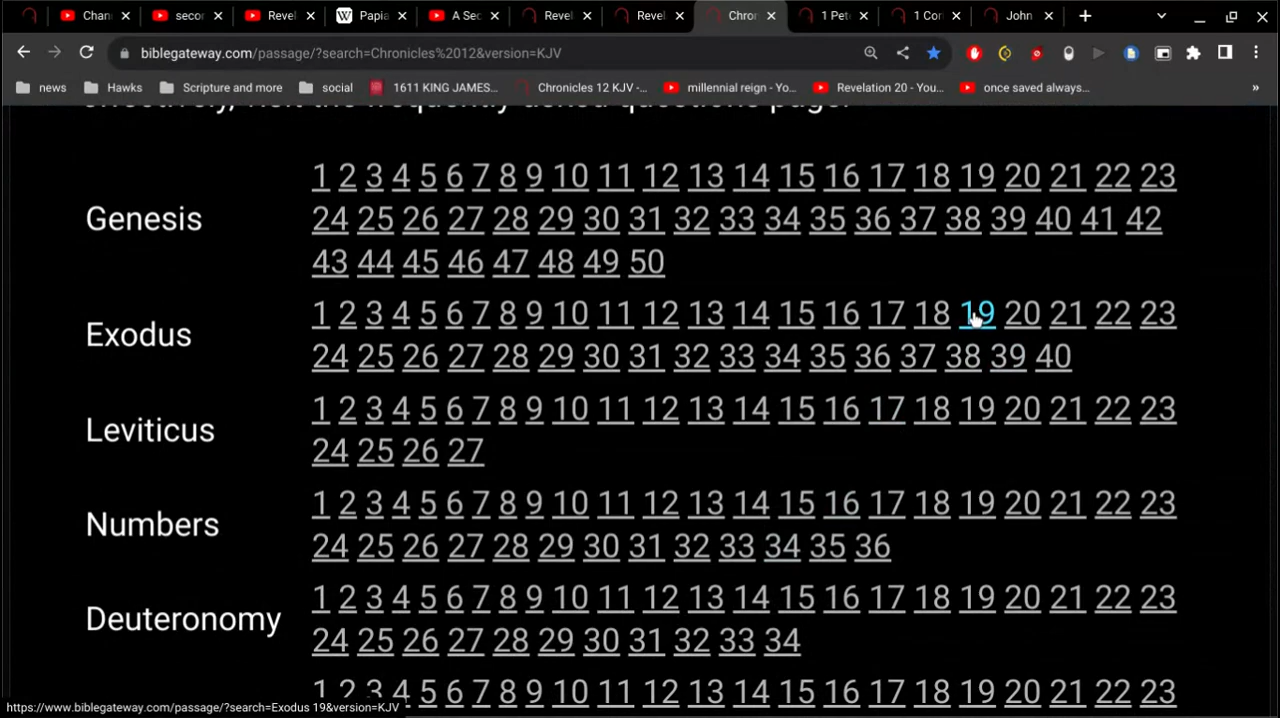 Chann
secor
Revel
Papia
A Sec
Revel
Revel
Chron
1 Pete
1 Cor
John
biblegateway.com/passage/?search=Chronicles%2012&version=KJV
news Hawks Scripture and more social 1611 KING JAMES... Chronicles 12 KJV -... millennial reign - Yo... Revelation 20 - You... once saved always... »
effectively, visit the frequently asked questions page.
1 2 3 4 5 6 7 8 9 10 11 12 13 14 15 16 17 18 19 20 21 22 23
Genesis 24 25 26 27 28 29 30 31 32 33 34 35 36 37 38 39 40 41 42
43 44 45 46 47 48 49 50
1 2 3 4 5 6 7 8 9 10 11 12 13 14 15 16 17 18 19 20 21 22 23
Exodus
24 25 26 27 28 29 30 31 32 33 34 35 36 37 38 39 40
1 2 3 4 5 6 7 8 9 10 11 12 13 14 15 16 17 18 19 20 21 22 23
Leviticus
24 25 26 27
1 2 3 4 5 6 7 8 9 10 11 12 13 14 15 16 17 18 19 20 21 22 23
Numbers
24 25 26 27 28 29 30 31 32 33 34 35 36
1 2 3 4 5 6 7 8 9 10 11 12 13 14 15 16 17 18 19 20 21 22 23
Deuteronomy
24 25 26 27 28 29 30 31 32 33 34
1 2 3 4 5 6 7 8 9 10 11 12 13 14 15 16 17 18 19 20 21 22 23
https://www.biblegateway.com/passage/?search=Exodus 19&version=KJV